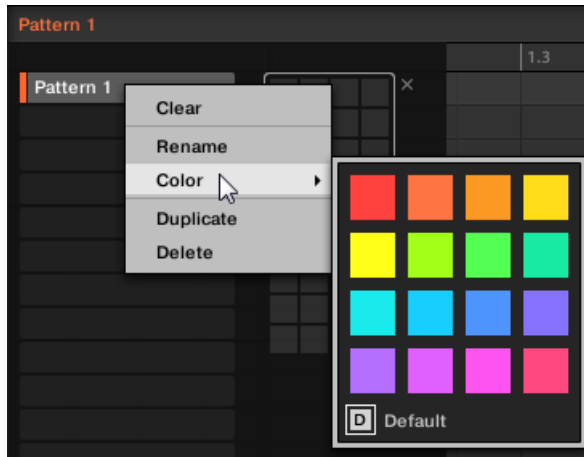 Pattern 1
1.3
Pattern 1
×
Clear
Rename
Color
Duplicate
Delete
D Default